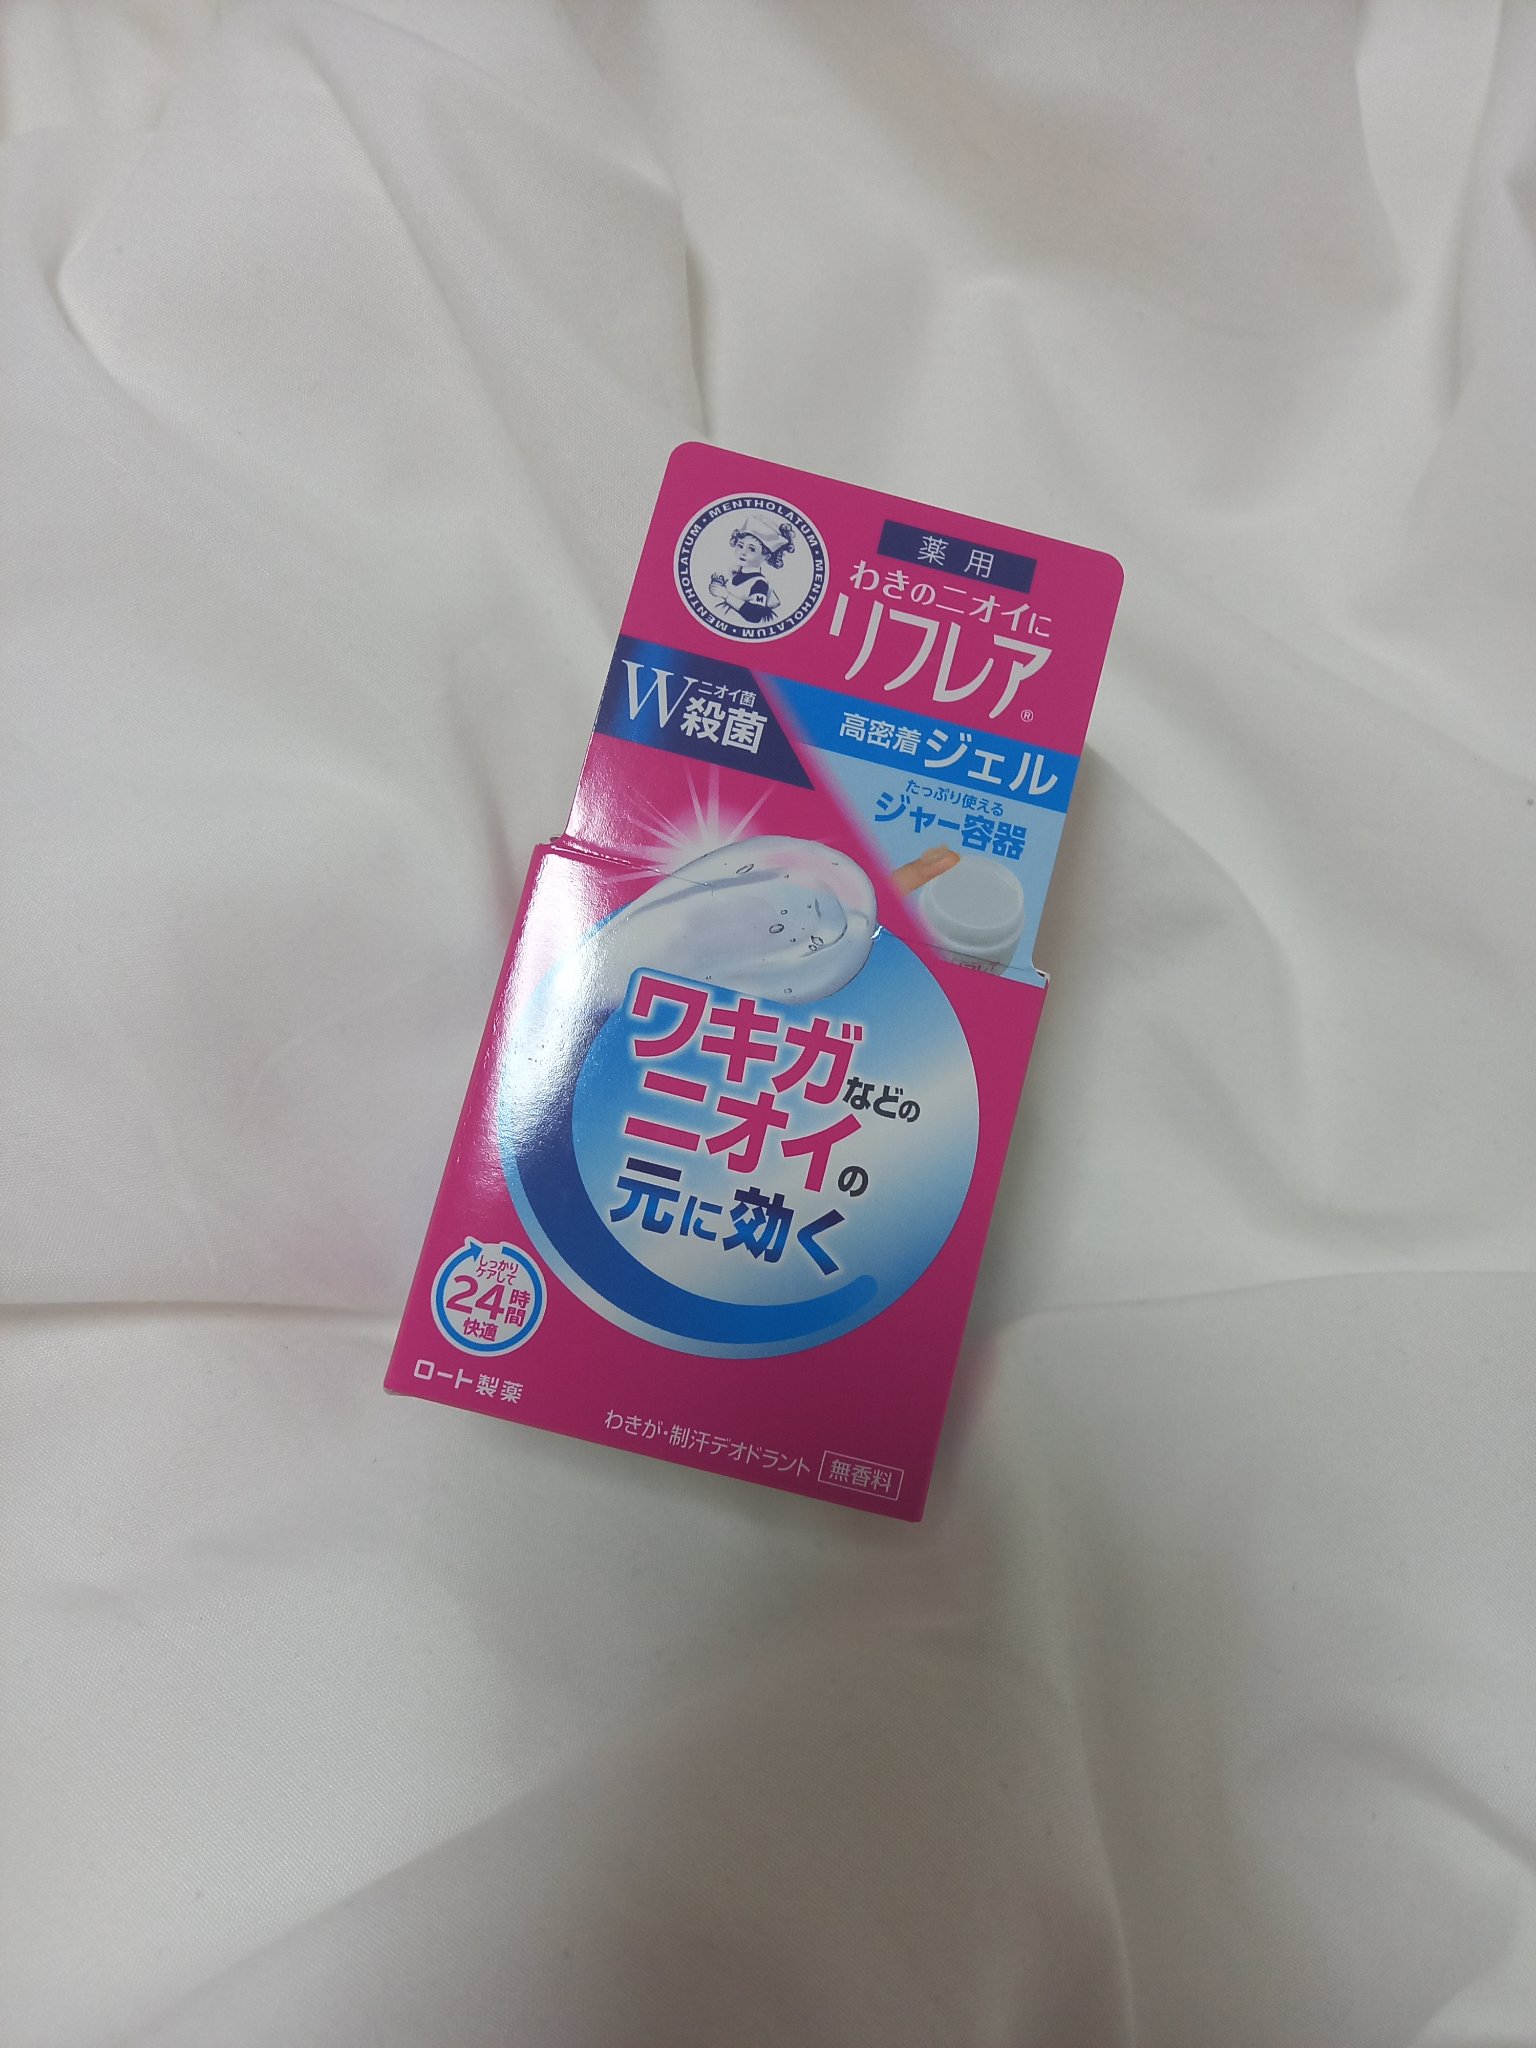 MENTHOLATUM・MENTHOLATUM・MENTHOLATUM・MENTHOLATUM・
薬用
わきのニオイに
リフレア®
W ニオイ菌
殺菌
高密着ジェル
たっぷり使える
ジャー容器
ワキガなどの
ニオイの
元に効く
しっかり
ケアして
24時間
快適
ロート製薬
わきが・制汗デオドラント 無香料